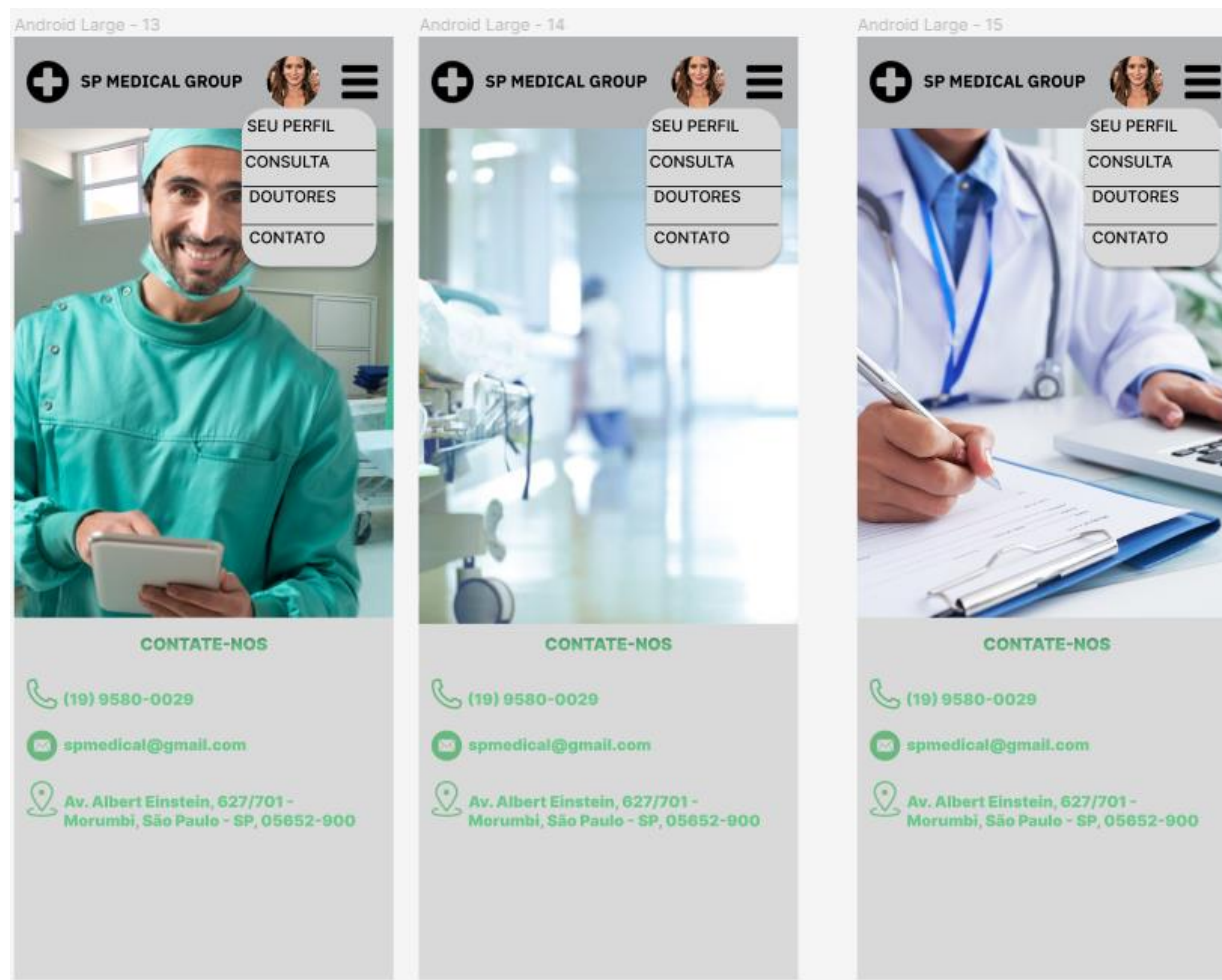 Android Large - 13
SP MEDICAL GROUP
SEU PERFIL
CONSULTA
DOUTORES
CONTATO
CONTATE-NOS
(19) 9580-0029
spmedical@gmail.com
Av. Albert Einstein, 627/701 -
Morumbi, São Paulo - SP, 05652-900
Android Large - 14
SP MEDICAL GROUP
SEU PERFIL
CONSULTA
DOUTORES
CONTATO
CONTATE-NOS
(19) 9580-0029
spmedical@gmail.com
Av. Albert Einstein, 627/701 -
Morumbi, São Paulo - SP, 05652-900
Android Large - 15
SP MEDICAL GROUP
SEU PERFIL
CONSULTA
DOUTORES
CONTATO
CONTATE-NOS
(19) 9580-0029
spmedical@gmail.com
Av. Albert Einstein, 627/701 -
Morumbi, São Paulo - SP, 05652-900